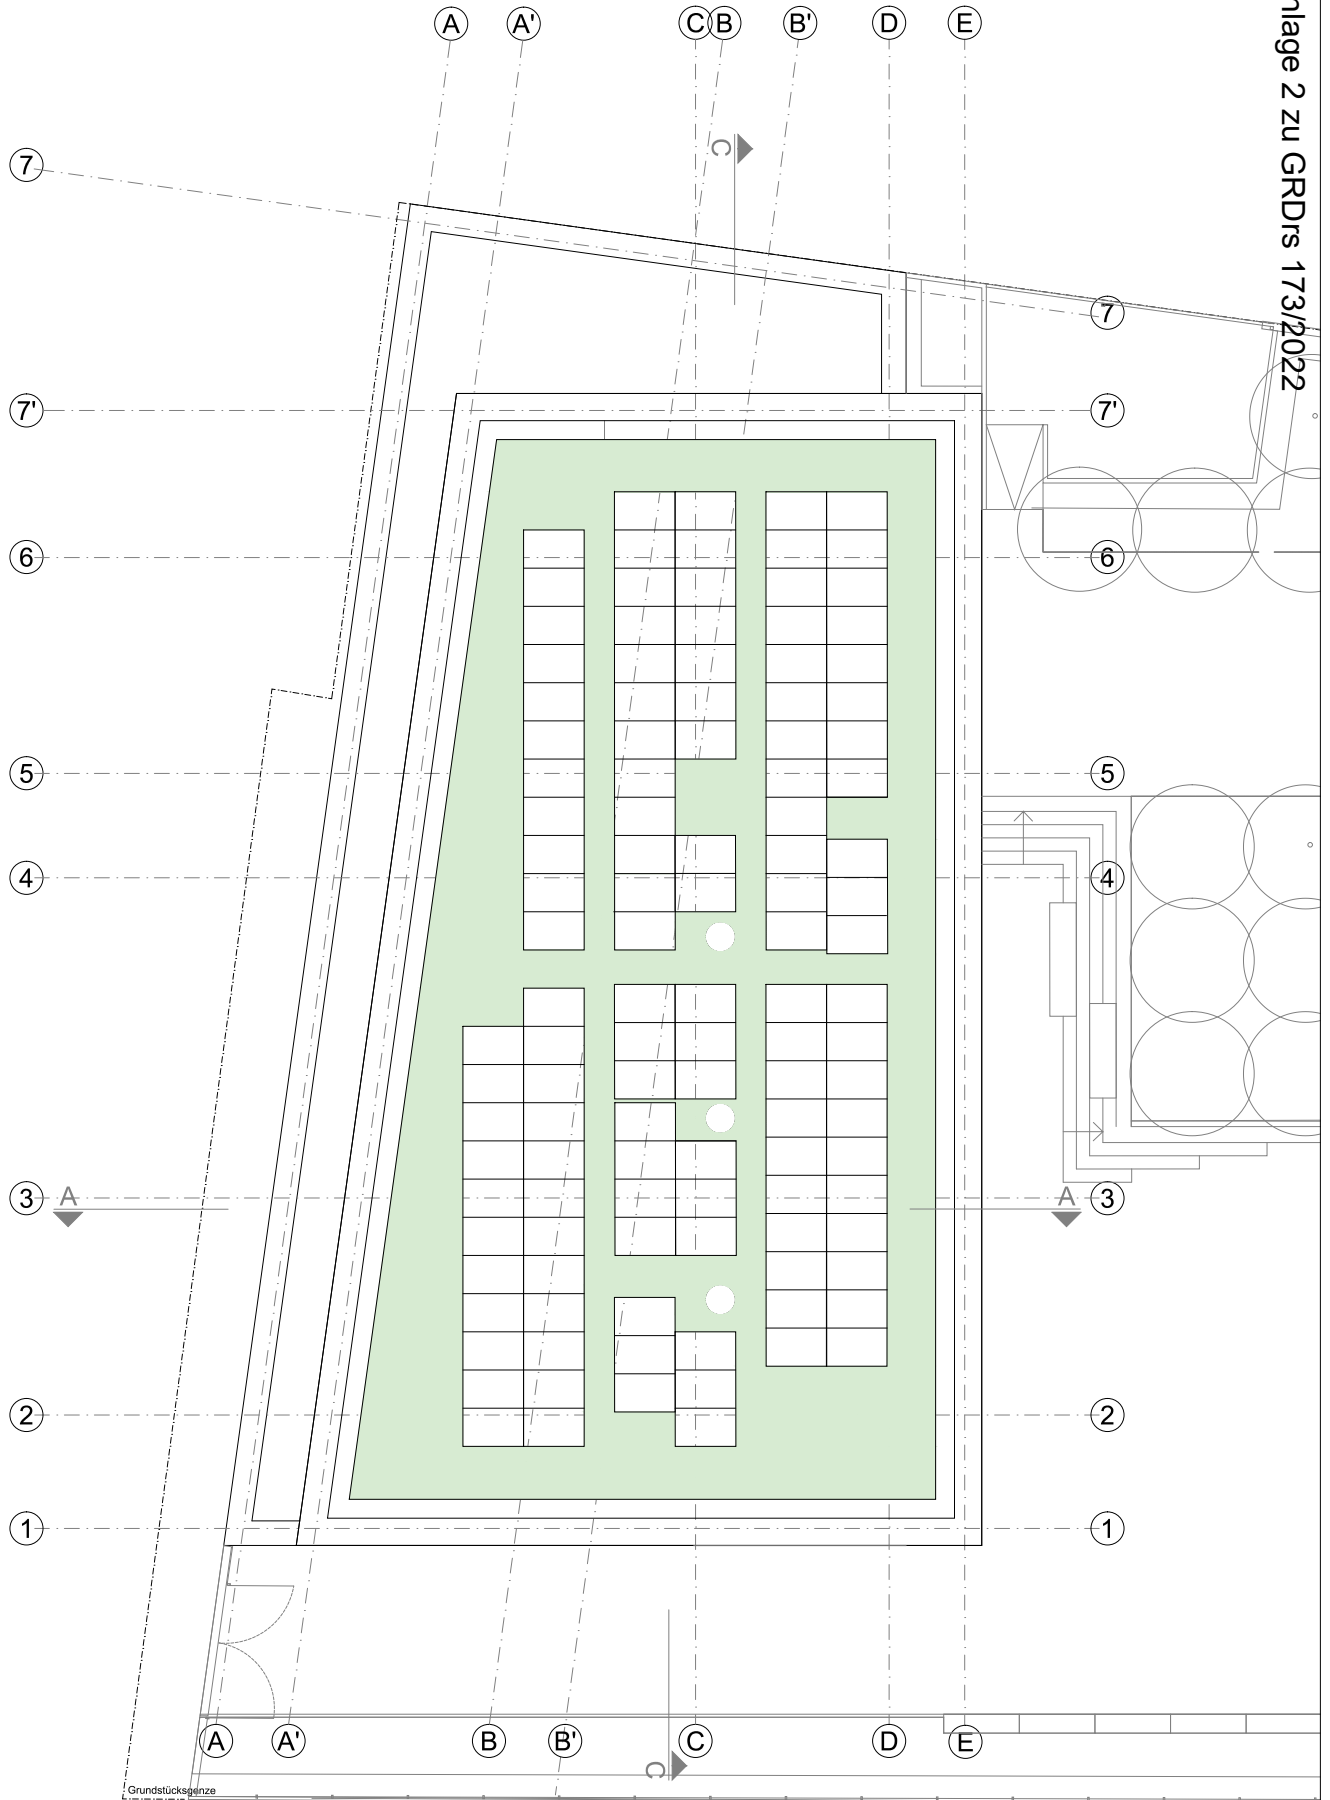 A A' C B B' D E
nlage 2 zu GRDrs 173/2022
C
7
7
7' 7'
6 6
5 5
4 4
3 A A 3
2 2
1 1
A A' B B' C D E
C
Grundstücksgenze